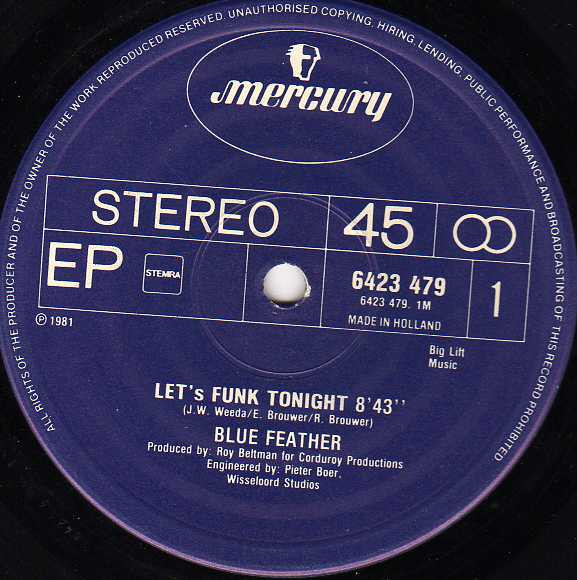 ALL RIGHTS OF THE PRODUCER AND OF THE OWNER OF THE WORK REPRODUCED RESERVED. UNAUTHORISED COPYING, HIRING, LENDING, PUBLIC PERFORMANCE AND BROADCASTING OF THIS RECORD PROHIBITED
mercury
STEREO 45
EP STEMRA 6423 479 1
6423 479. 1M
MADE IN HOLLAND
℗ 1981
Big Lift
Music
LET's FUNK TONIGHT 8'43''
(J.W. Weeda/E. Brouwer/R. Brouwer)
BLUE FEATHER
Produced by: Roy Beltman for Corduroy Productions
Engineered by: Pieter Boer,
Wisseloord Studios